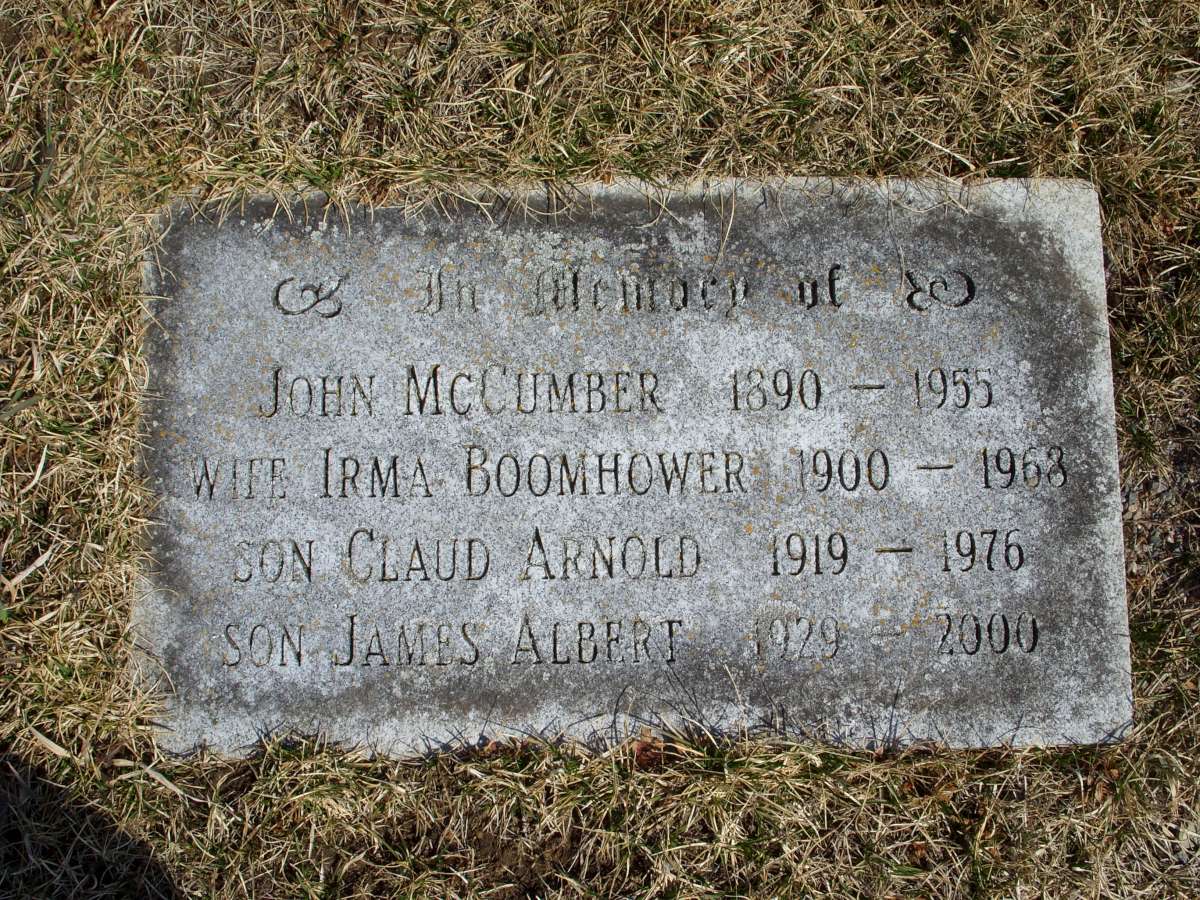 In Memory of
JOHN MCCUMBER 1890 – 1955
WIFE IRMA BOOMHOWER 1900 – 1968
SON CLAUD ARNOLD 1919 – 1976
SON JAMES ALBERT 1929 – 2000